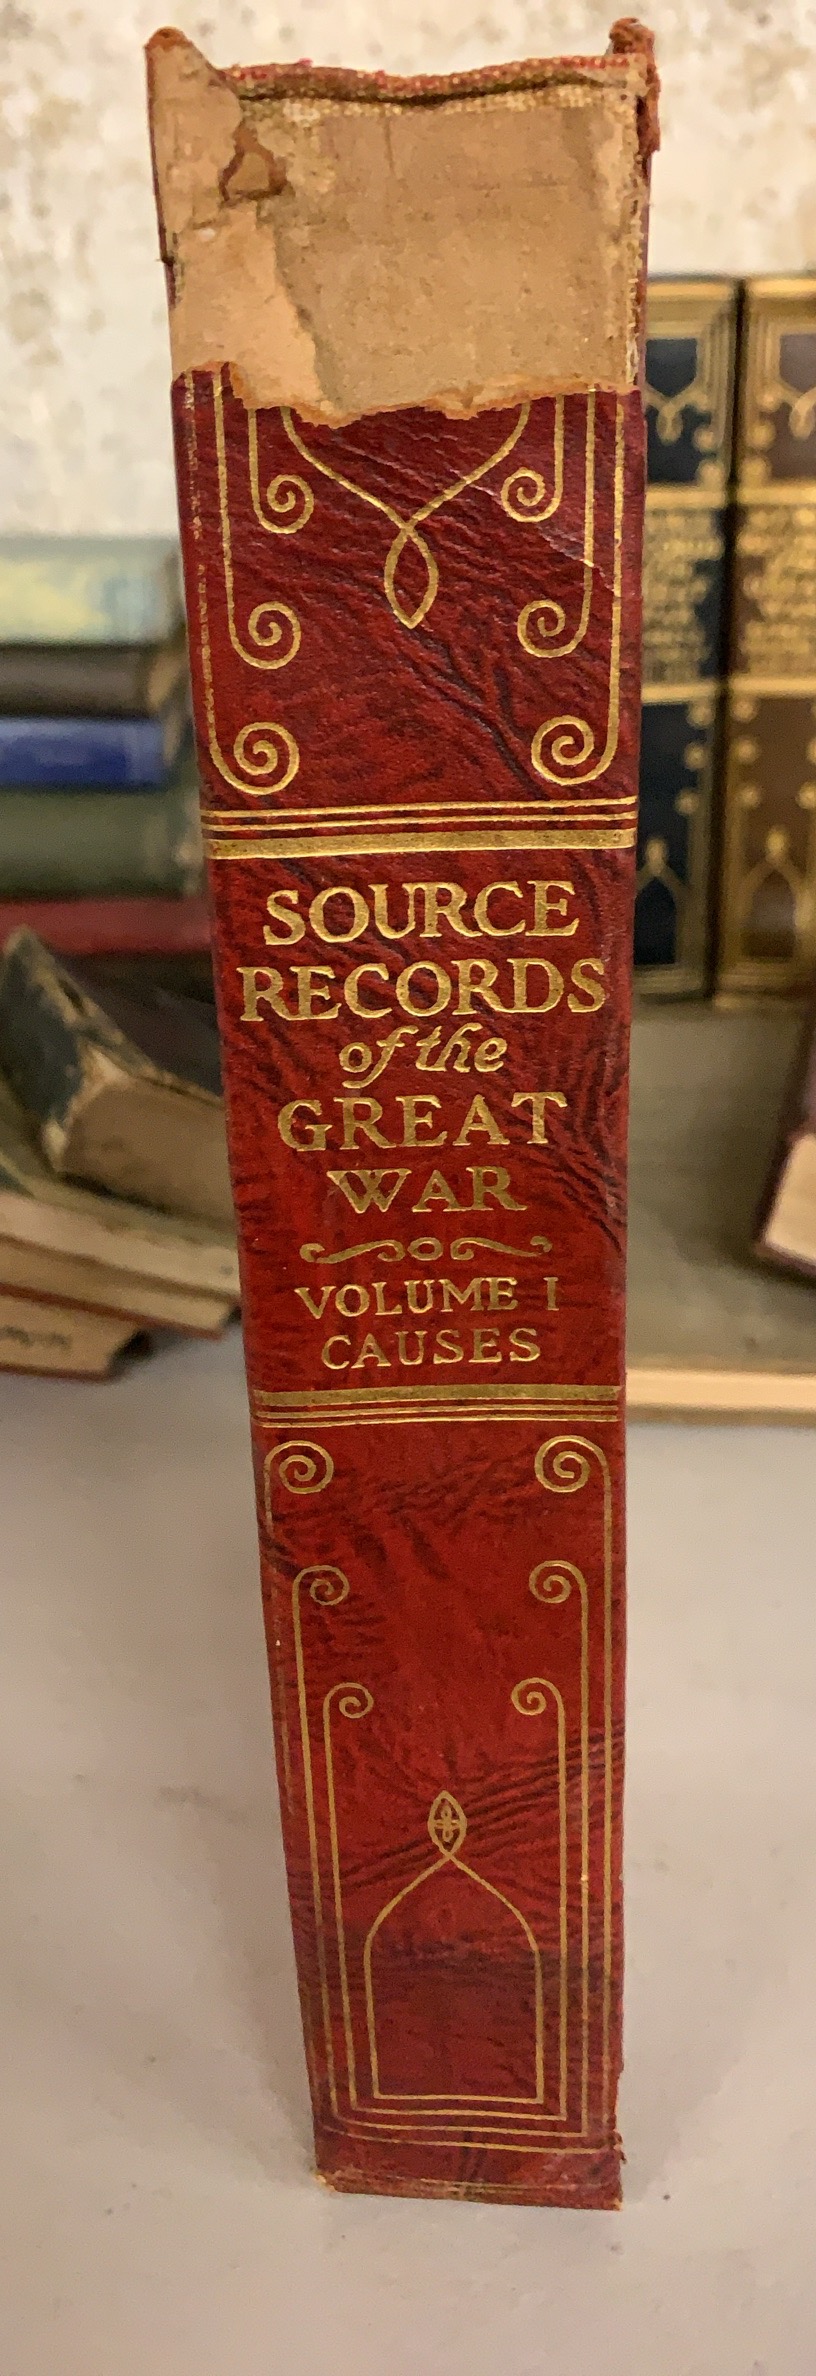 SOURCE
RECORDS
of the
GREAT
WAR
VOLUME I
CAUSES